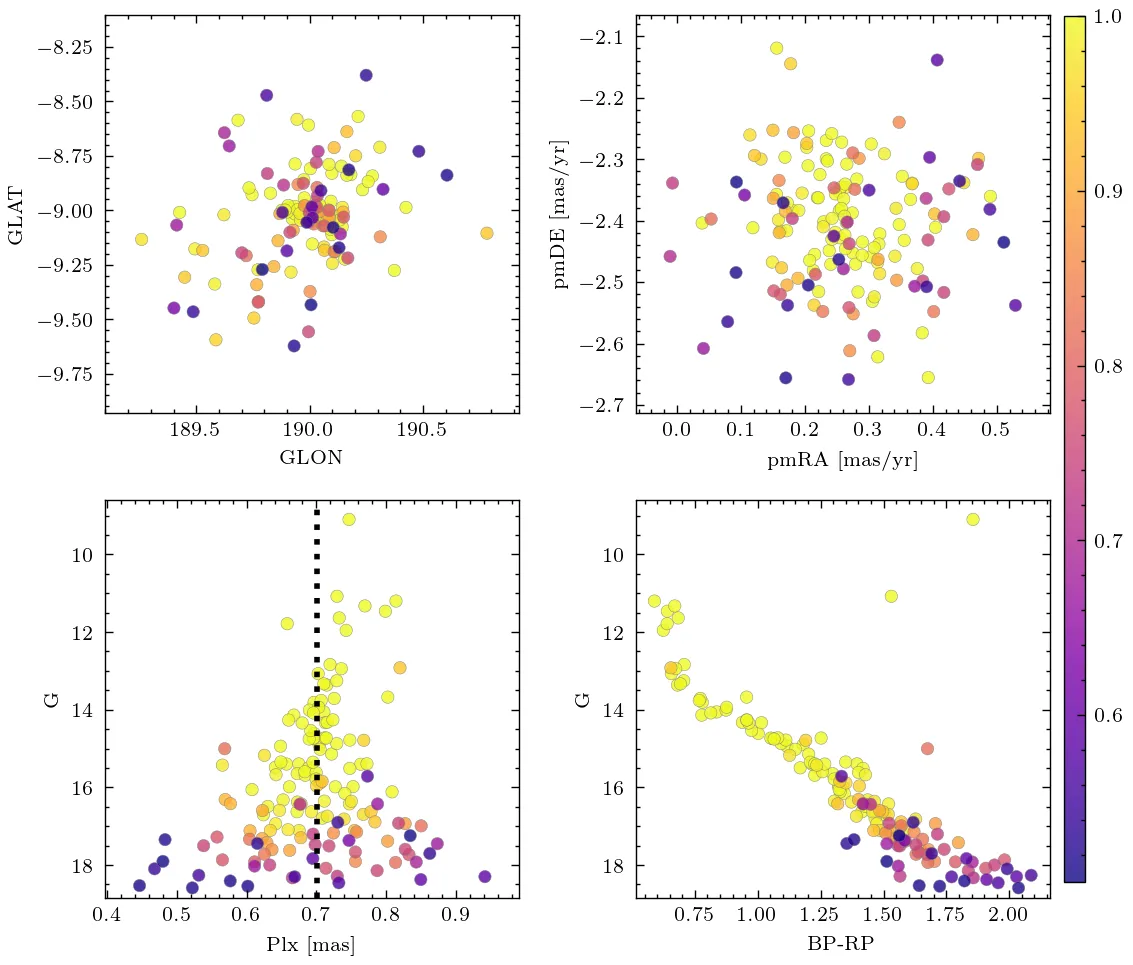 −8.25
−8.50
−8.75
−9.00
−9.25
−9.50
−9.75
GLAT
189.5 190.0 190.5
GLON
−2.1
−2.2
−2.3
−2.4
−2.5
−2.6
−2.7
pmDE [mas/yr]
0.0 0.1 0.2 0.3 0.4 0.5
pmRA [mas/yr]
10
12
14
16
18
G
0.4 0.5 0.6 0.7 0.8 0.9
Plx [mas]
10
12
14
16
18
G
0.75 1.00 1.25 1.50 1.75 2.00
BP-RP
1.0
0.9
0.8
0.7
0.6